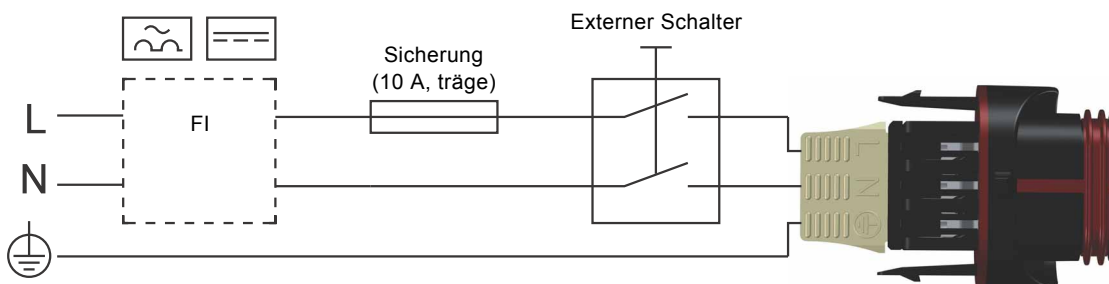 Externer Schalter
Sicherung
(10 A, träge)
L
FI
N
L
N